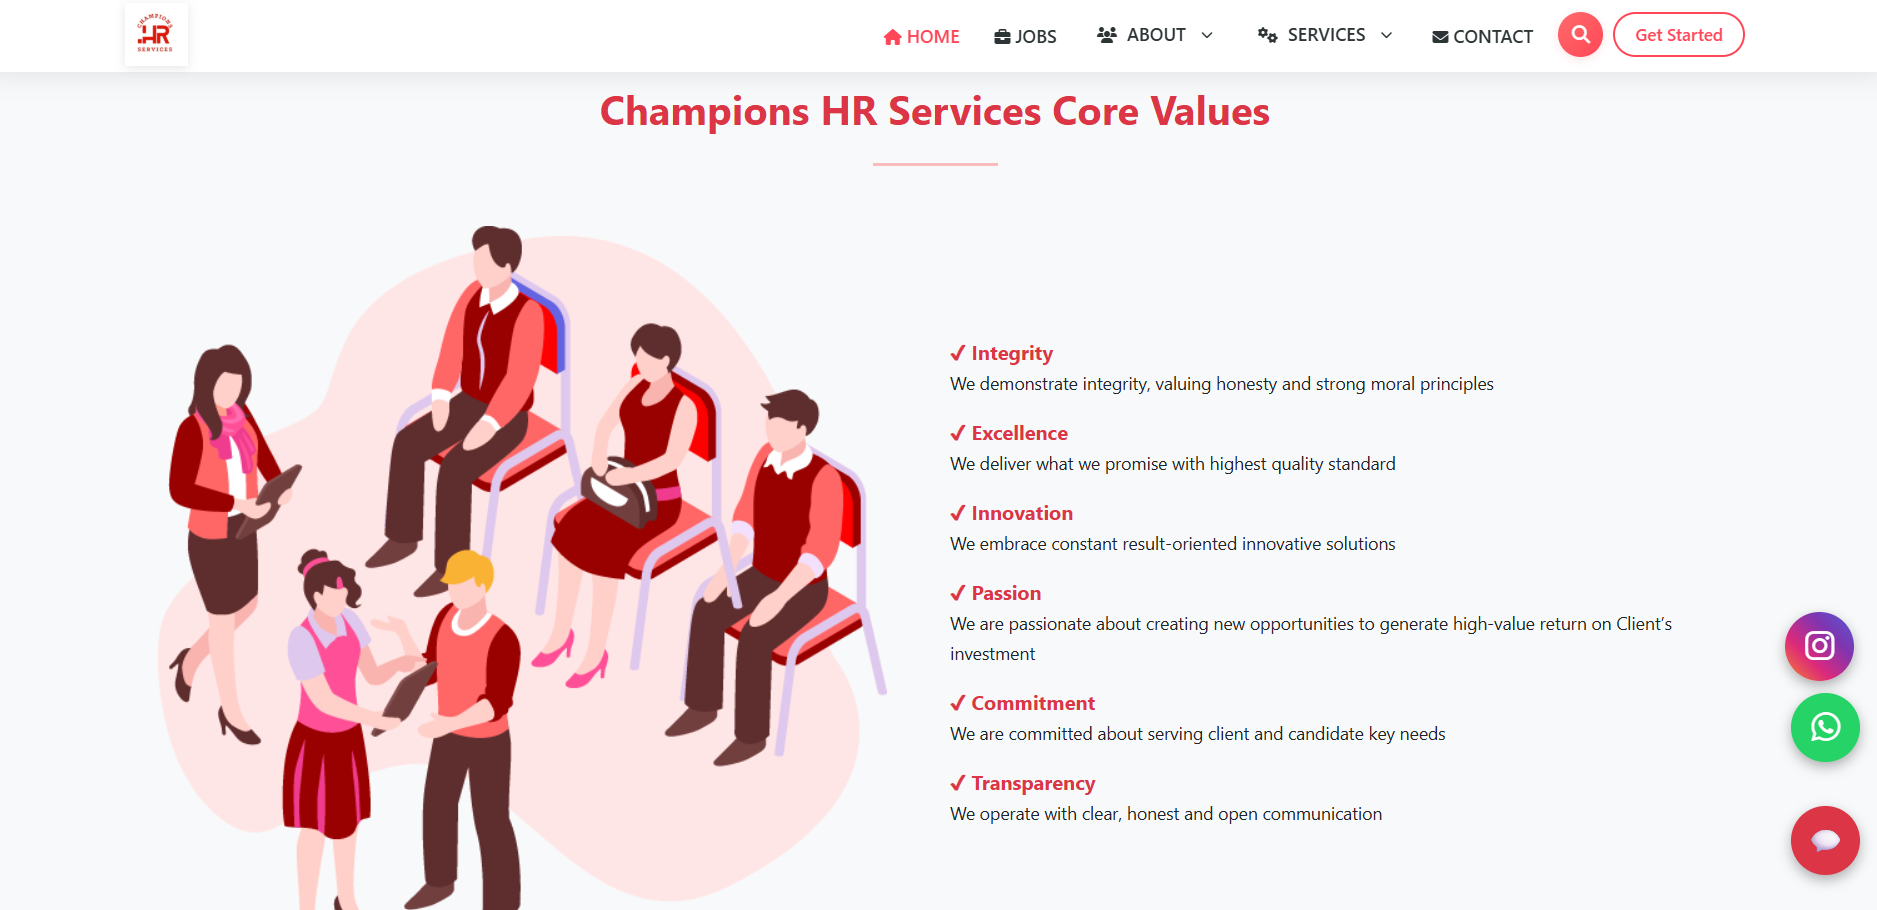 CHAMPIONS
HR
SERVICES
HOME
JOBS
ABOUT
SERVICES
CONTACT
Get Started
Champions HR Services Core Values
✓ Integrity
We demonstrate integrity, valuing honesty and strong moral principles
✓ Excellence
We deliver what we promise with highest quality standard
✓ Innovation
We embrace constant result-oriented innovative solutions
✓ Passion
We are passionate about creating new opportunities to generate high-value return on Client’s
investment
✓ Commitment
We are committed about serving client and candidate key needs
✓ Transparency
We operate with clear, honest and open communication